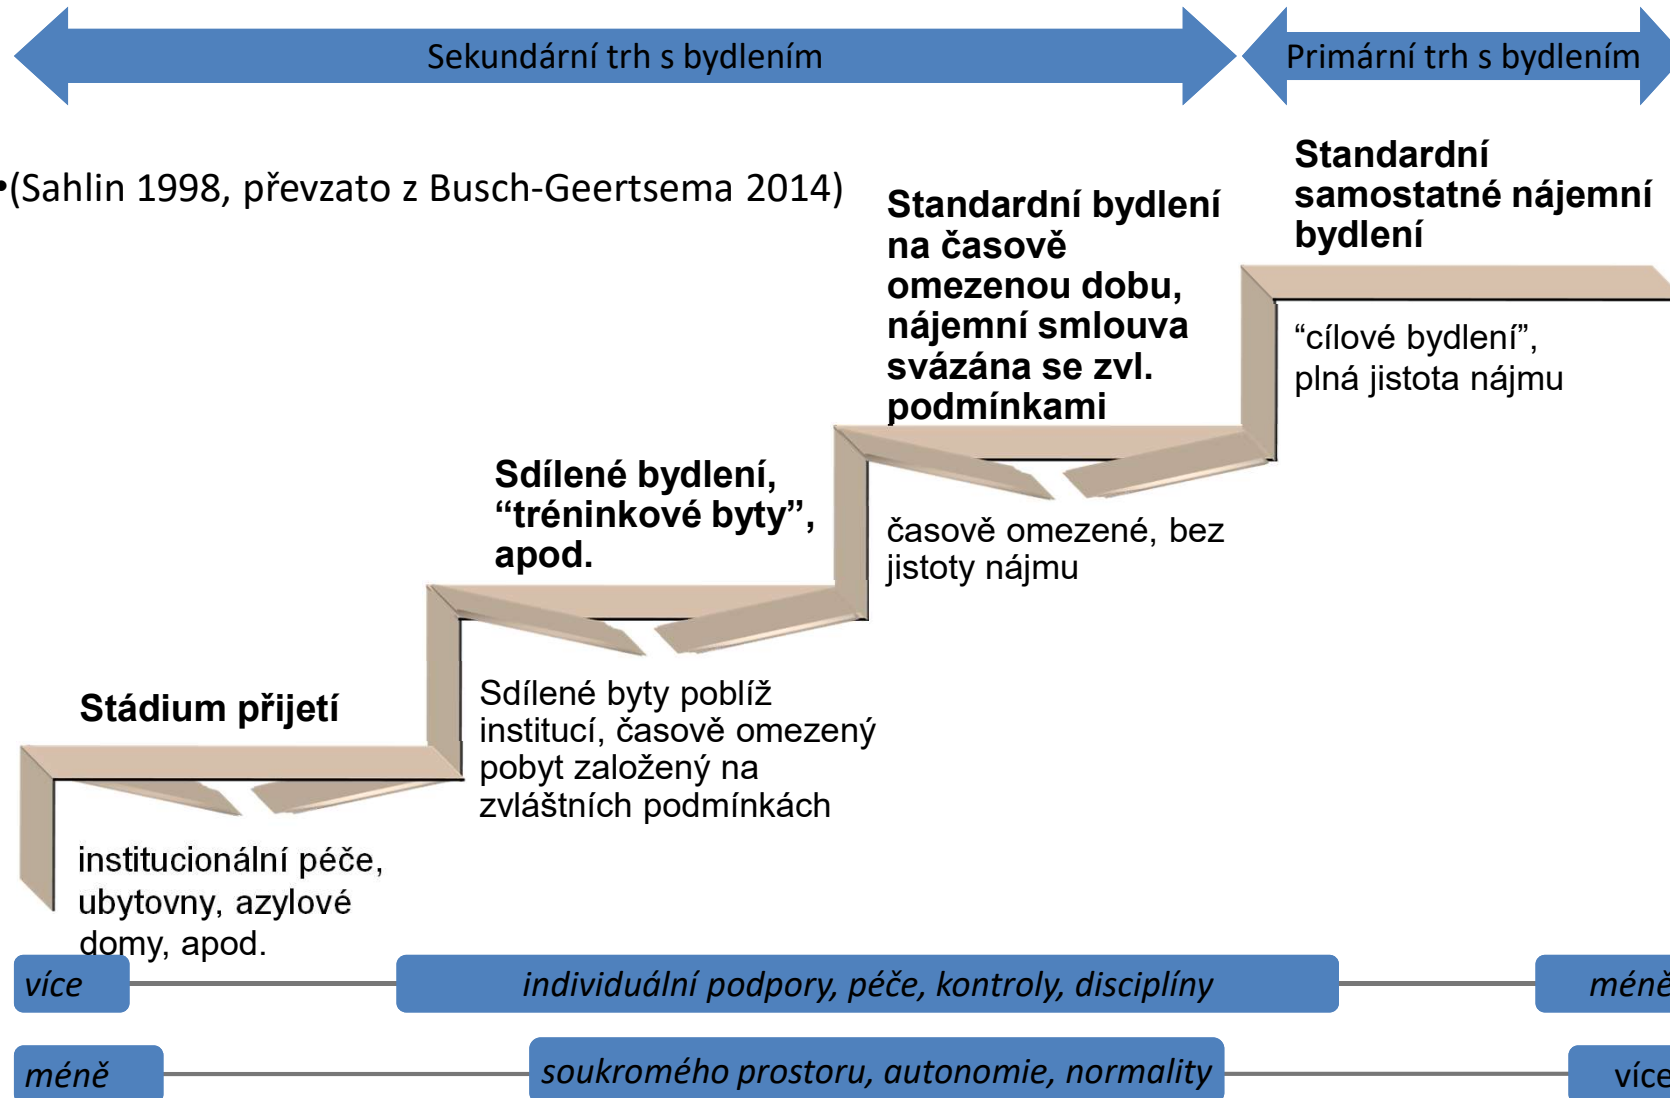 Sekundární trh s bydlením
Primární trh s bydlením
•(Sahlin 1998, převzato z Busch-Geertsema 2014)
Standardní
samostatné nájemní
bydlení
“cílové bydlení”,
plná jistota nájmu
Standardní bydlení
na časově
omezenou dobu,
nájemní smlouva
svázána se zvl.
podmínkami
časově omezené, bez
jistoty nájmu
Sdílené bydlení,
“tréninkové byty”,
apod.
Sdílené byty poblíž
institucí, časově omezený
pobyt založený na
zvláštních podmínkách
Stádium přijetí
institucionální péče,
ubytovny, azylové
domy, apod.
více
individuální podpory, péče, kontroly, disciplíny
méně
méně
soukromého prostoru, autonomie, normality
více